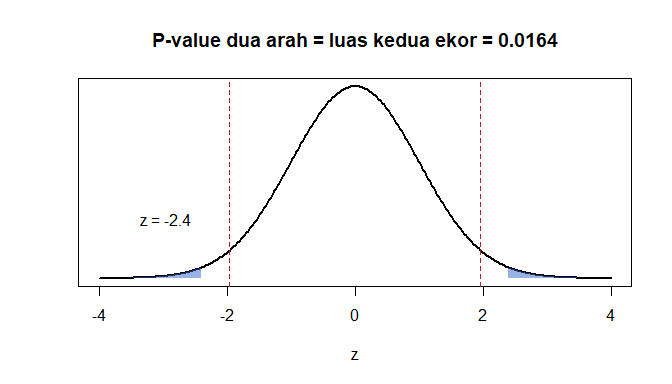 P-value dua arah = luas kedua ekor = 0.0164
z = -2.4
-4 -2 0 2 4
z